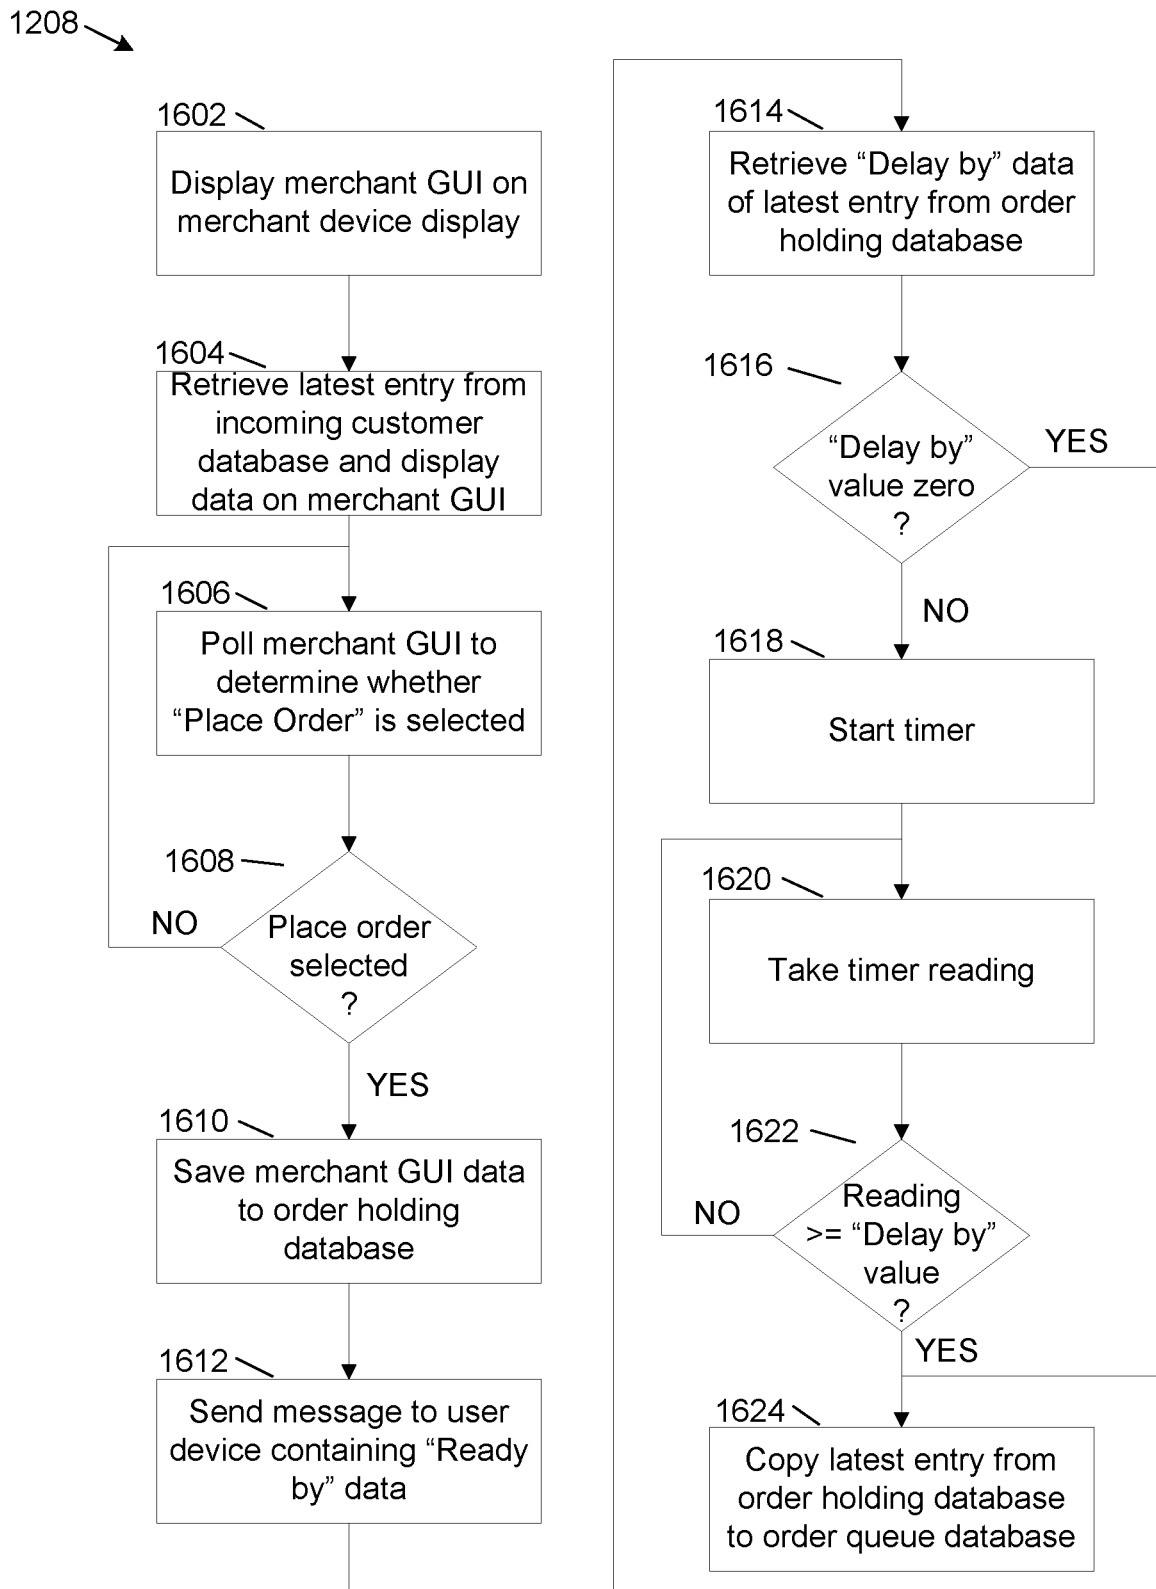 1208
1602
Display merchant GUI on
merchant device display
1604
Retrieve latest entry from
incoming customer
database and display
data on merchant GUI
1606
Poll merchant GUI to
determine whether
“Place Order” is selected
1608
NO
Place order
selected
?
YES
1610
Save merchant GUI data
to order holding
database
1612
Send message to user
device containing “Ready
by” data
1614
Retrieve “Delay by” data
of latest entry from order
holding database
1616
“Delay by”
value zero
?
YES
NO
1618
Start timer
1620
Take timer reading
1622
NO
Reading
>= “Delay by”
value
?
YES
1624
Copy latest entry from
order holding database
to order queue database